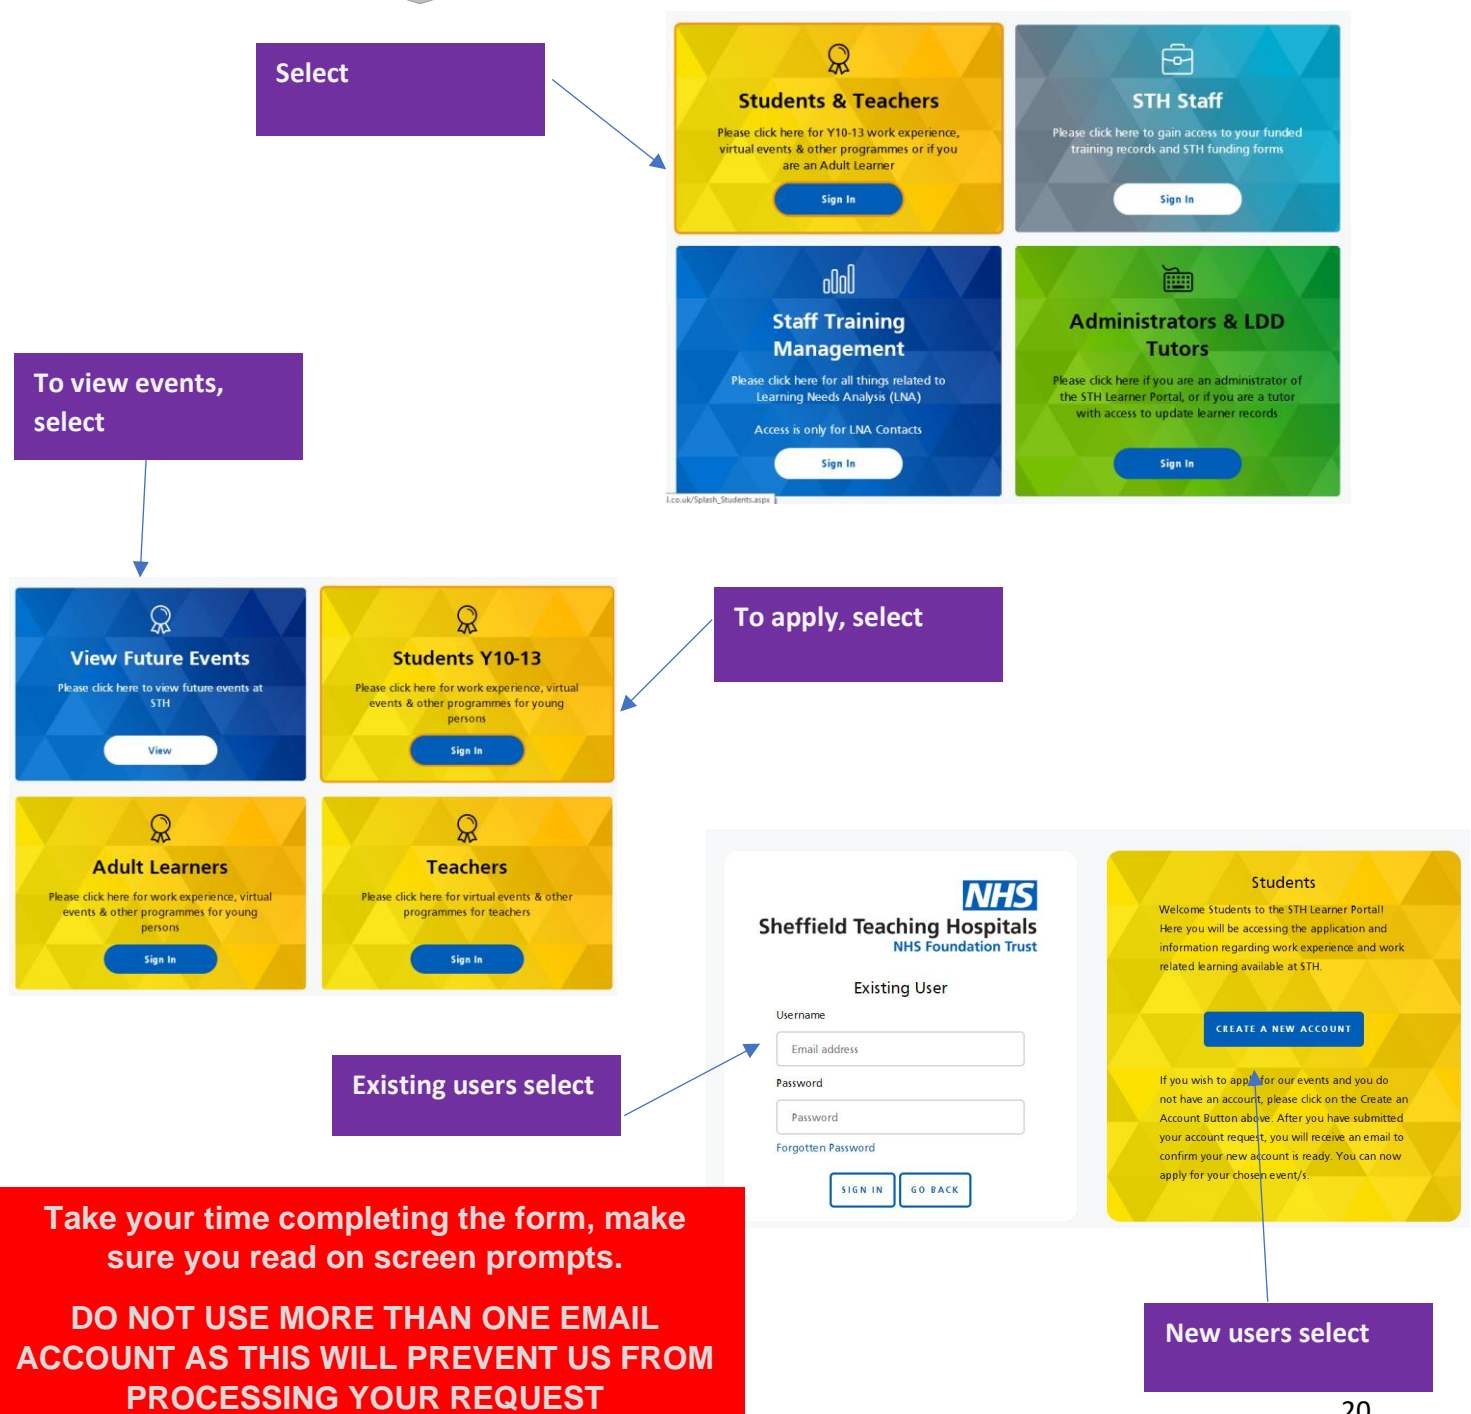 Select
Students & Teachers
Please click here for Y10-13 work experience,
virtual events & other programmes or if you
are an Adult Learner
Sign In
STH Staff
Please click here to gain access to your funded
training records and STH funding forms
Sign In
Staff Training
Management
Please click here for all things related to
Learning Needs Analysis (LNA)
Access is only for LNA Contacts
Sign In
Administrators & LDD
Tutors
Please click here if you are an administrator of
the STH Learner Portal, or if you are a tutor
with access to update learner records
Sign In
l.co.uk/Splash_Students.aspx
To view events,
select
View Future Events
Please click here to view future events at
STH
View
Students Y10-13
Please click here for work experience, virtual
events & other programmes for young
persons
Sign In
To apply, select
Adult Learners
Please click here for work experience, virtual
events & other programmes for young
persons
Sign In
Teachers
Please click here for virtual events & other
programmes for teachers
Sign In
NHS
Sheffield Teaching Hospitals
NHS Foundation Trust
Existing User
Username
Email address
Password
Password
Forgotten Password
SIGN IN
GO BACK
Students
Welcome Students to the STH Learner Portal!
Here you will be accessing the application and
information regarding work experience and work
related learning available at STH.
CREATE A NEW ACCOUNT
If you wish to apply for our events and you do
not have an account, please click on the Create an
Account Button above. After you have submitted
your account request, you will receive an email to
confirm your new account is ready. You can now
apply for your chosen event/s.
Existing users select
Take your time completing the form, make
sure you read on screen prompts.
DO NOT USE MORE THAN ONE EMAIL
ACCOUNT AS THIS WILL PREVENT US FROM
PROCESSING YOUR REQUEST
New users select
20